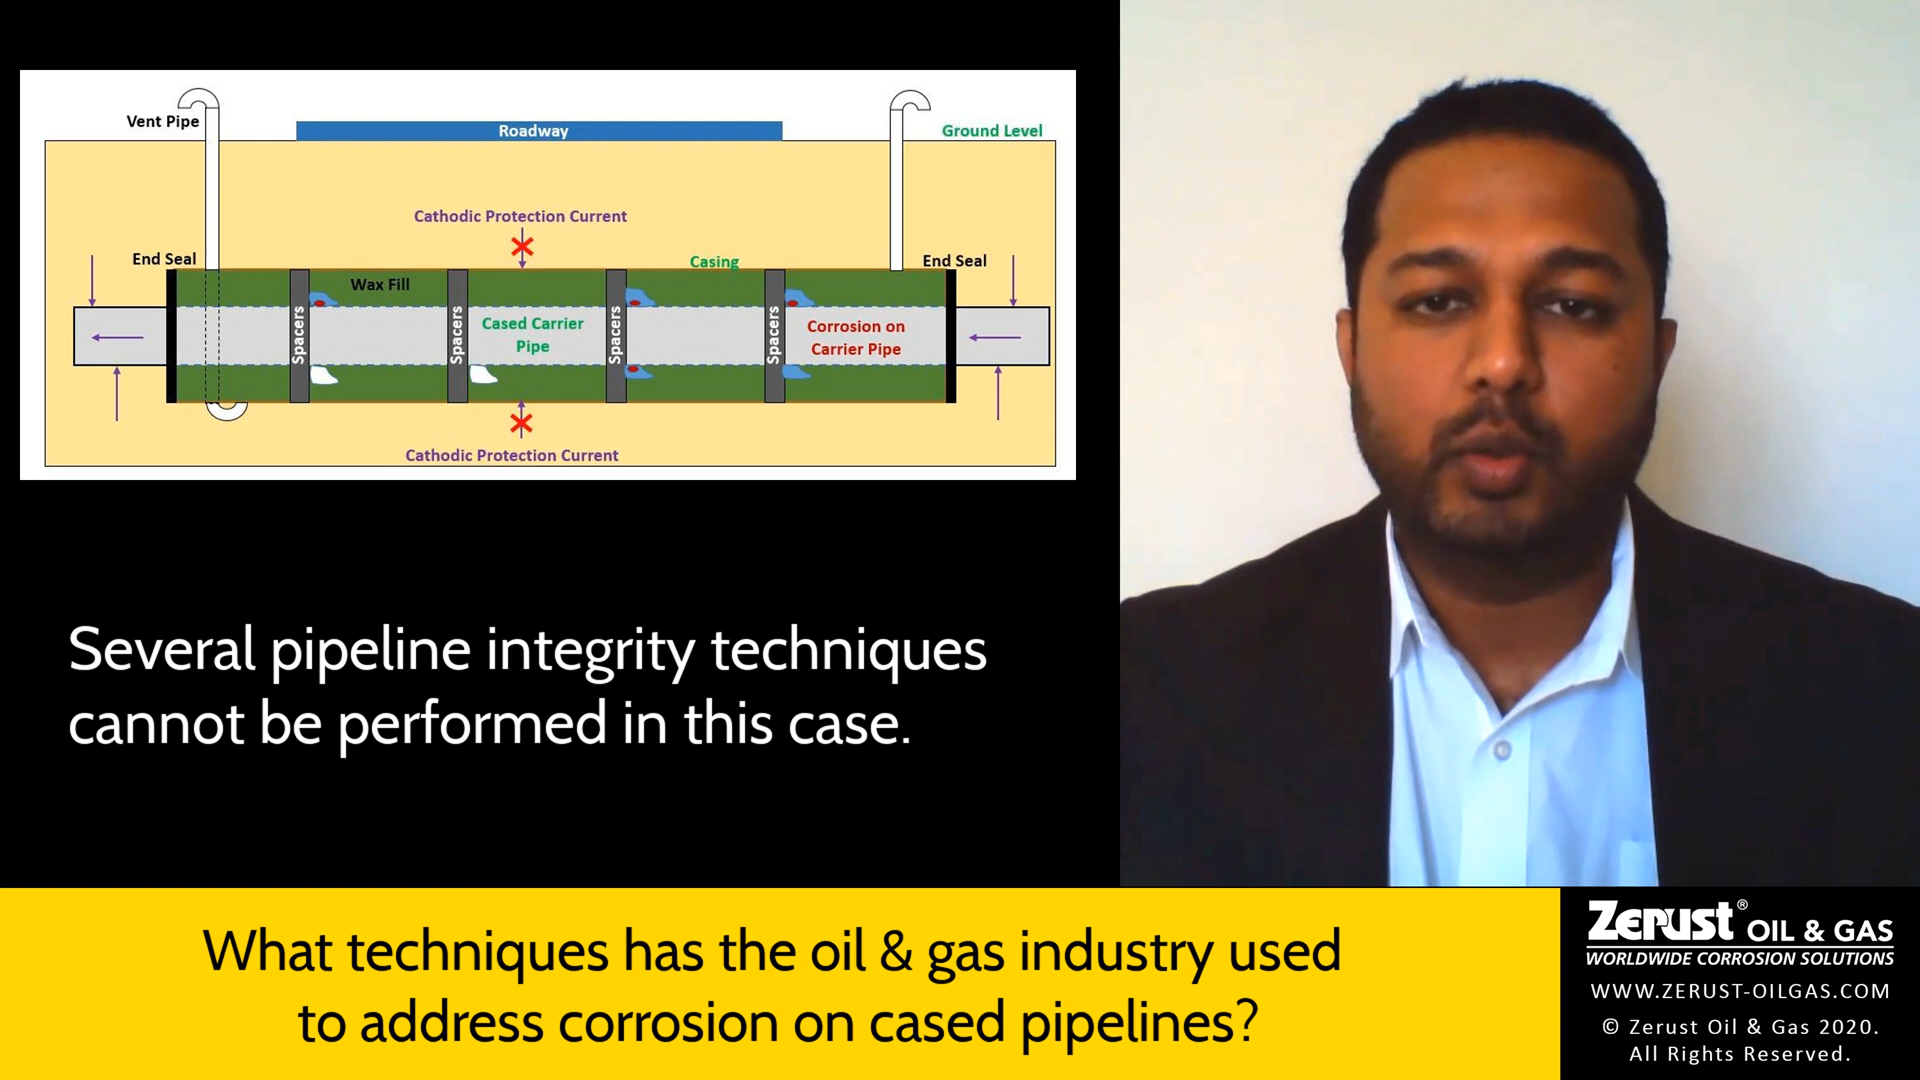 Vent Pipe
Roadway
Ground Level
Cathodic Protection Current
End Seal
Casing
End Seal
Wax Fill
Spacers
Spacers
Spacers
Spacers
Cased Carrier
Pipe
Corrosion on
Carrier Pipe
Cathodic Protection Current
Several pipeline integrity techniques
cannot be performed in this case.
What techniques has the oil & gas industry used
to address corrosion on cased pipelines?
Zerust® OIL & GAS
WORLDWIDE CORROSION SOLUTIONS
WWW.ZERUST-OILGAS.COM
© Zerust Oil & Gas 2020.
All Rights Reserved.